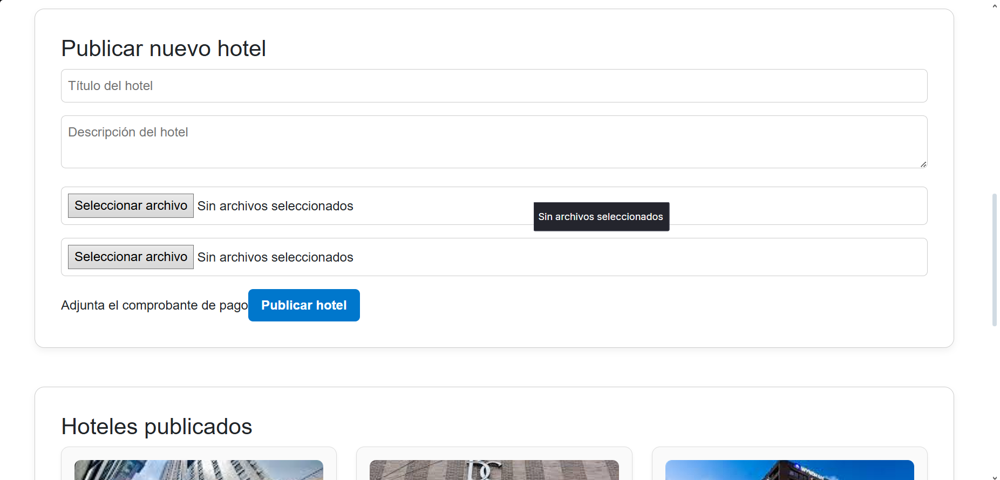 Publicar nuevo hotel
Título del hotel
Descripción del hotel
Seleccionar archivo Sin archivos seleccionados
Sin archivos seleccionados
Seleccionar archivo Sin archivos seleccionados
Adjunta el comprobante de pago Publicar hotel
Hoteles publicados
DC